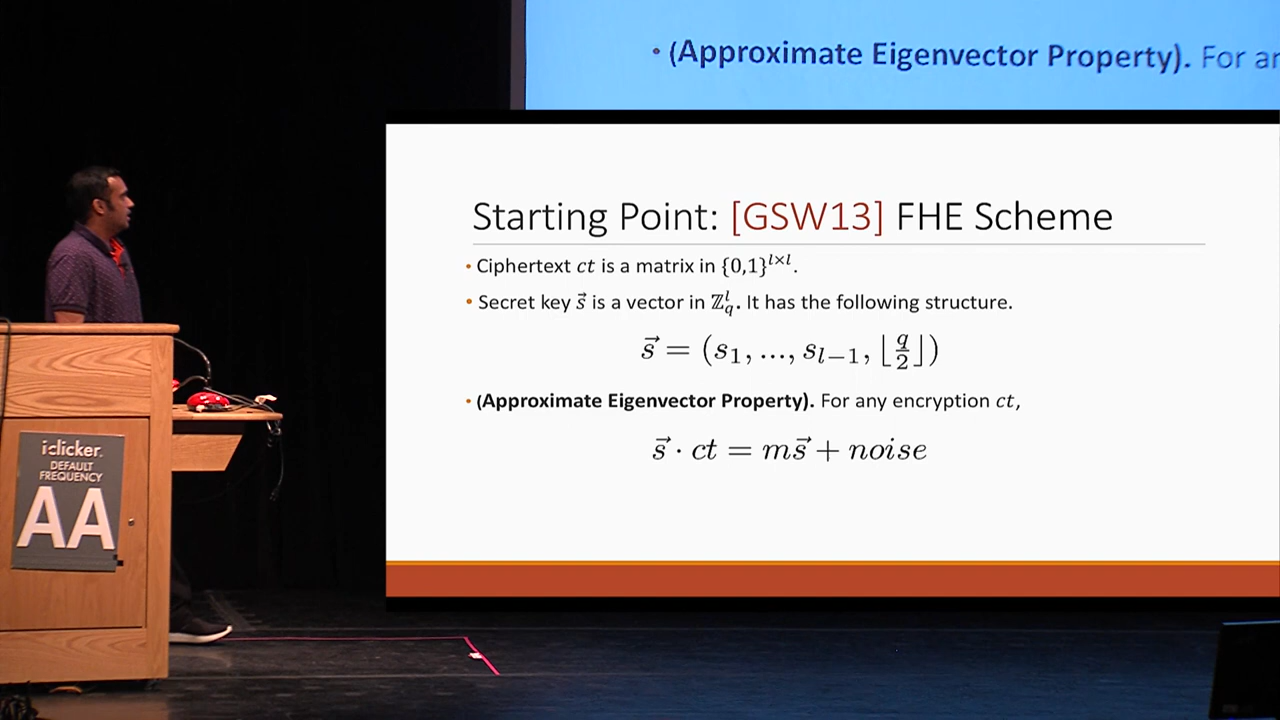 • (Approximate Eigenvector Property). For an
Starting Point: [GSW13] FHE Scheme
• Ciphertext ct is a matrix in {0,1}^{l×l}.
• Secret key s⃗ is a vector in ℤ_q^l. It has the following structure.
s⃗ = (s_1, ..., s_{l−1}, ⌊q/2⌋)
• (Approximate Eigenvector Property). For any encryption ct,
s⃗ · ct = ms⃗ + noise
iclicker.
DEFAULT
FREQUENCY
AA